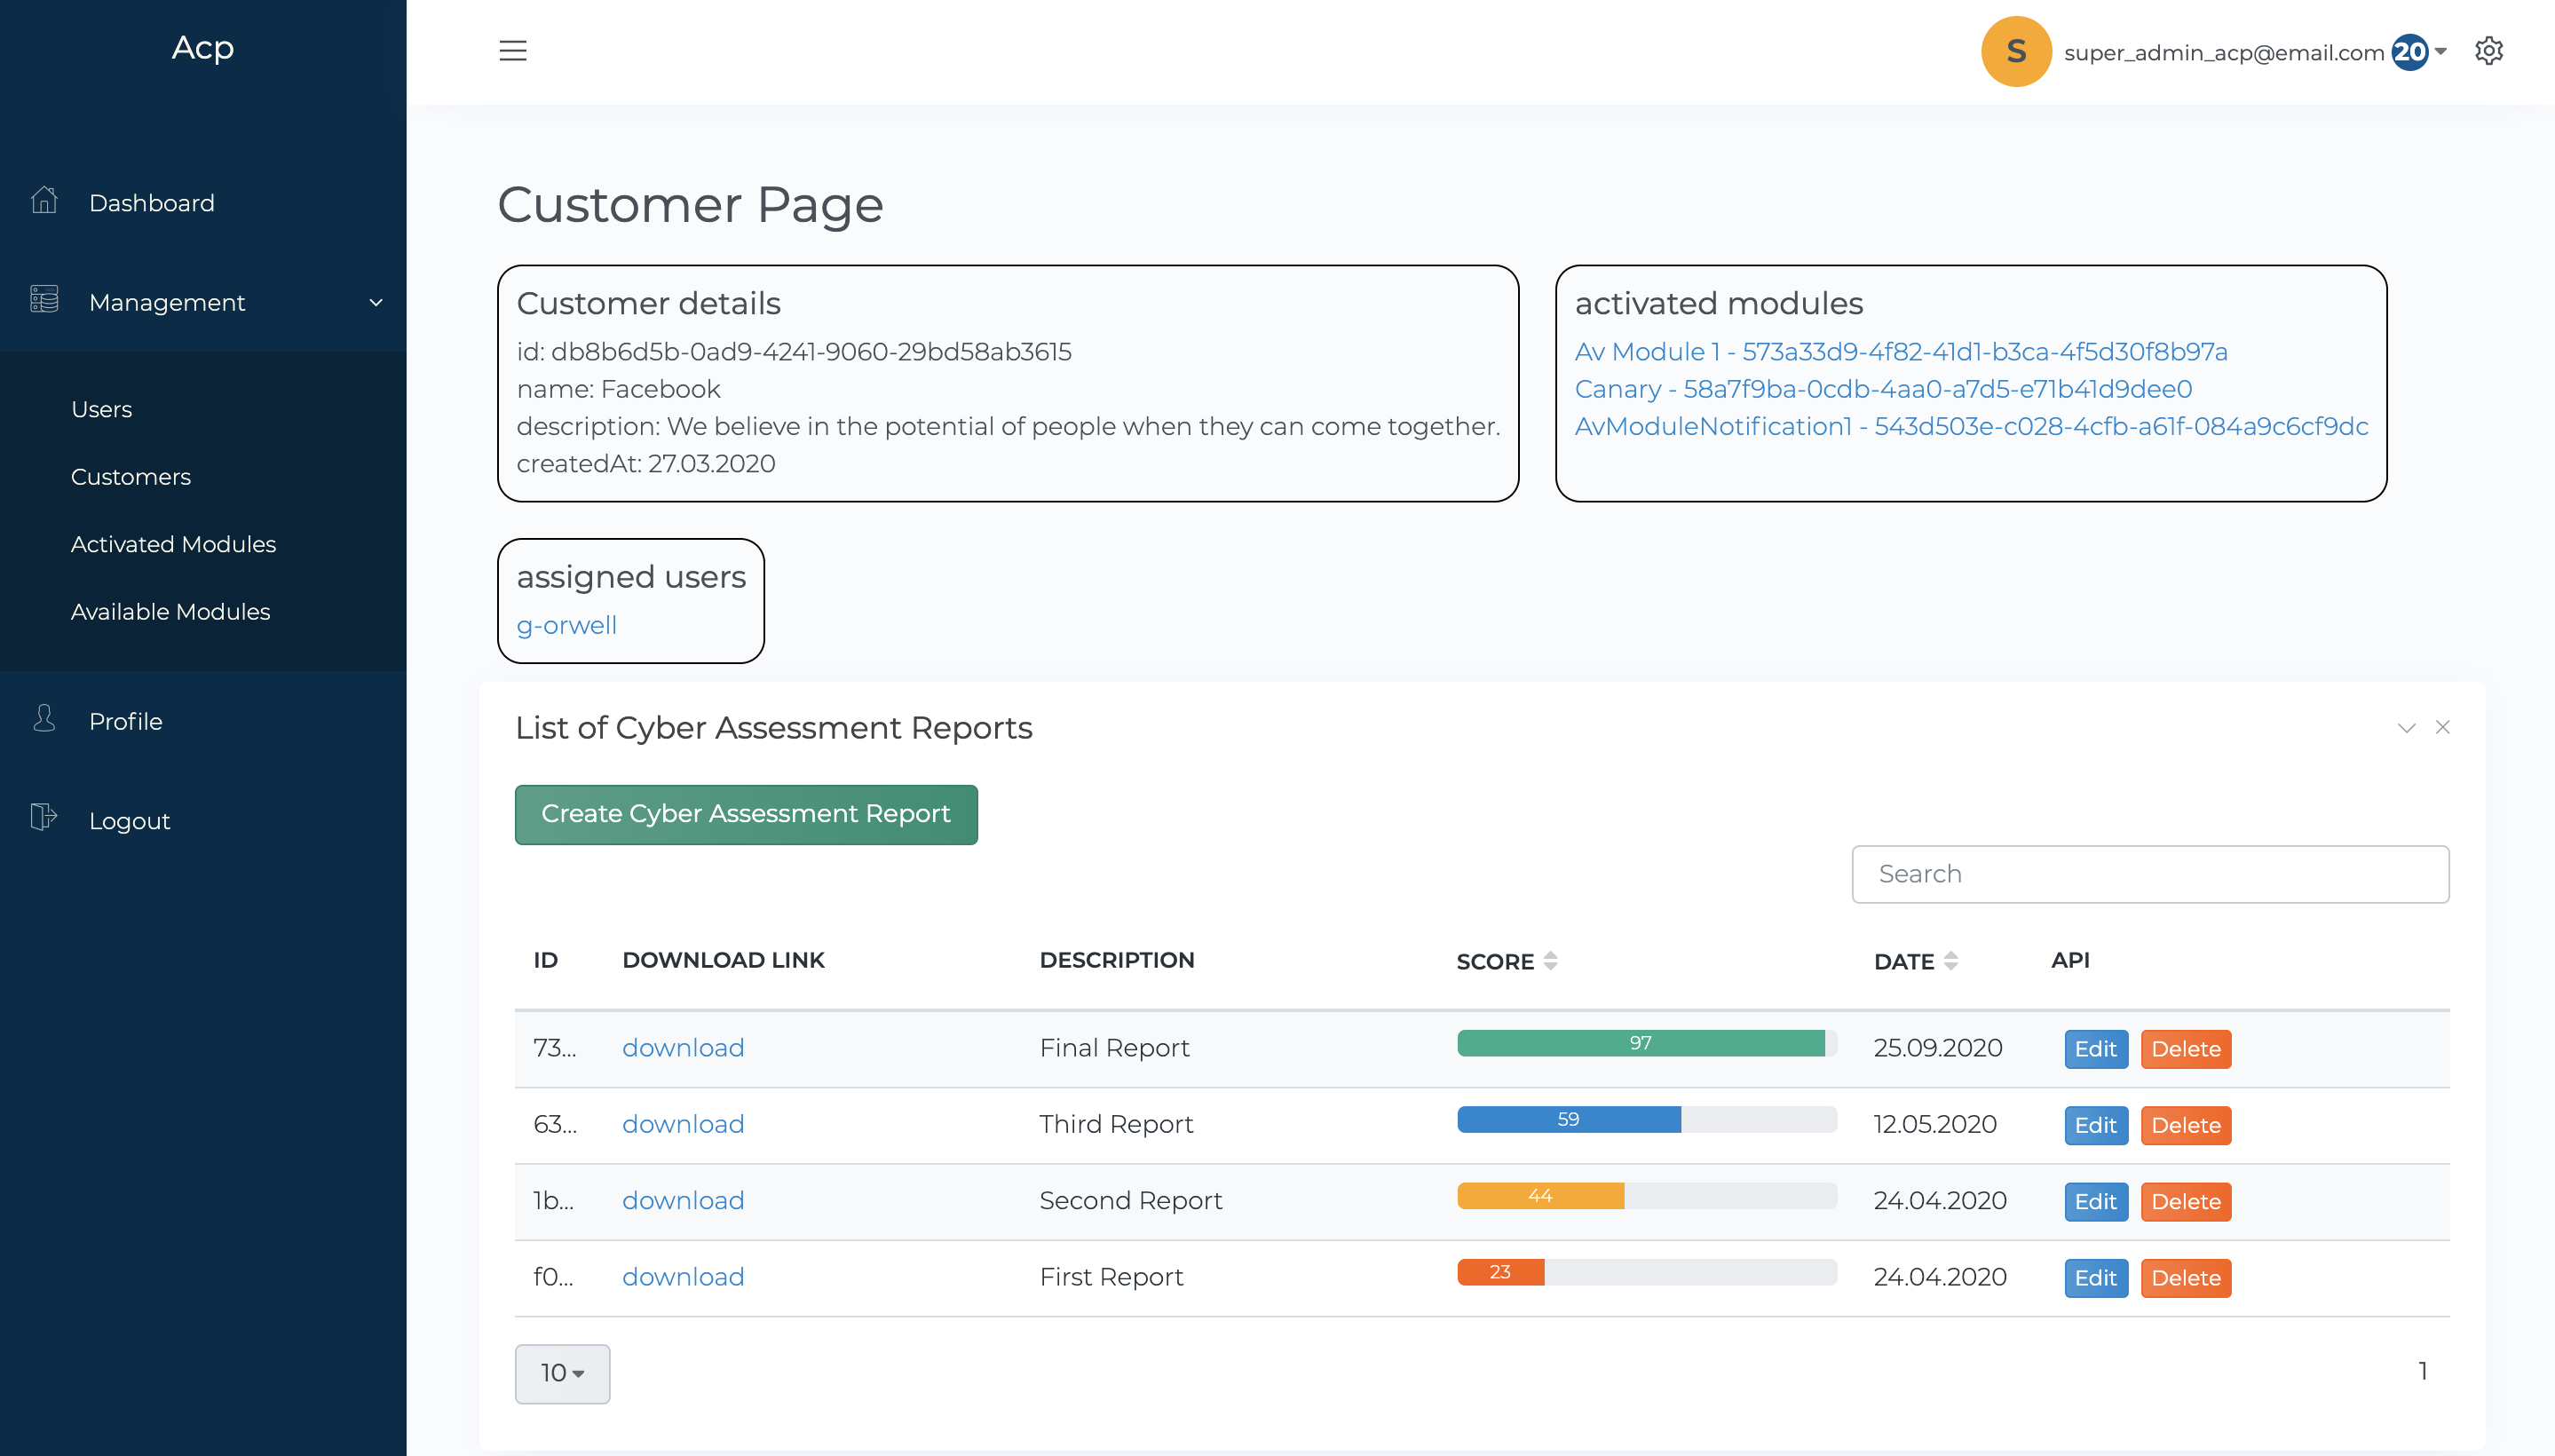 Acp
Dashboard
Management
Users
Customers
Activated Modules
Available Modules
Profile
Logout
S super_admin_acp@email.com 20
Customer Page
Customer details
id: db8b6d5b-0ad9-4241-9060-29bd58ab3615
name: Facebook
description: We believe in the potential of people when they can come together.
createdAt: 27.03.2020
activated modules
Av Module 1 - 573a33d9-4f82-41d1-b3ca-4f5d30f8b97a
Canary - 58a7f9ba-0cdb-4aa0-a7d5-e71b41d9dee0
AvModuleNotification1 - 543d503e-c028-4cfb-a61f-084a9c6cf9dc
assigned users
g-orwell
List of Cyber Assessment Reports
Create Cyber Assessment Report
Search
ID DOWNLOAD LINK DESCRIPTION SCORE DATE API
73... download Final Report 97 25.09.2020 Edit Delete
63... download Third Report 59 12.05.2020 Edit Delete
1b... download Second Report 44 24.04.2020 Edit Delete
f0... download First Report 23 24.04.2020 Edit Delete
10 1